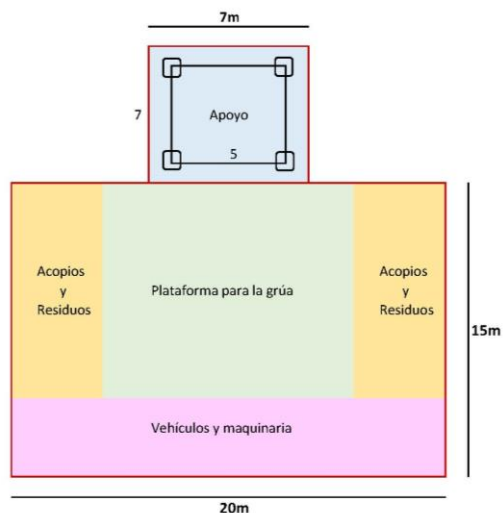 7m
7
Apoyo
5
Acopios
y
Residuos
Plataforma para la grúa
Acopios
y
Residuos
15m
Vehículos y maquinaria
20m